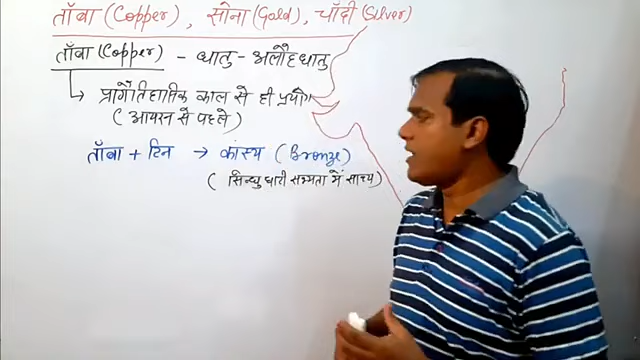 ताँबा (Copper), सोना (Gold), चाँदी (Silver)
ताँबा (Copper) - धातु - अलौह धातु
↳ प्रागैतिहासिक काल से ही प्रयोग
(आयरन से पहले)
ताँबा + टिन → कांस्य (Bronze)
(सिन्धु घाटी सभ्यता में साक्ष्य)